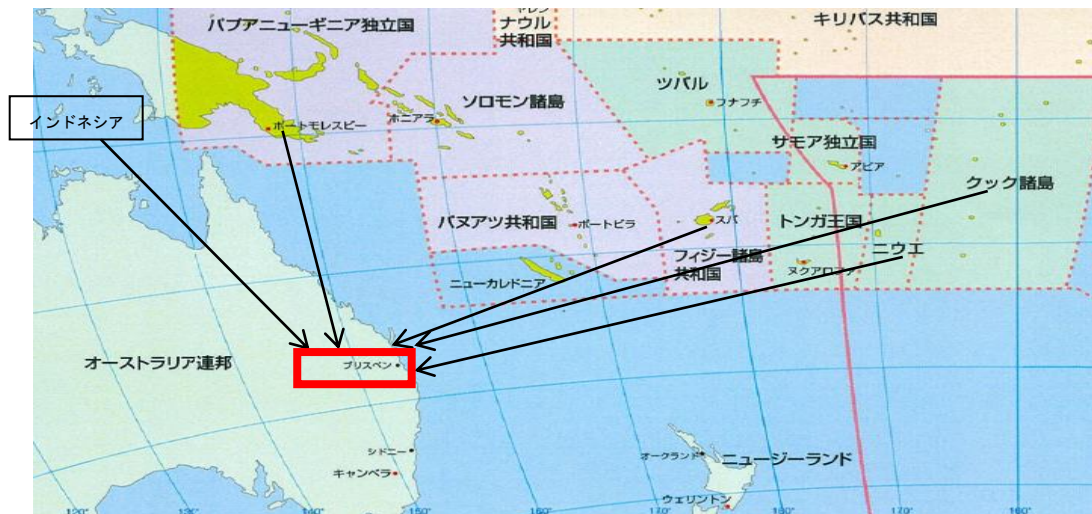 キリバス共和国
パプアニューギニア独立国
ナウル
共和国
ツバル
フナフチ
ソロモン諸島
ホニアラ
インドネシア
ポートモレスビー
サモア独立国
アピア
クック諸島
バヌアツ共和国
ポートビラ
スバ
トンガ王国
ニウエ
フィジー諸島
共和国
ヌクアロファ
ニューカレドニア
オーストラリア連邦
ブリスベン
シドニー
キャンベラ
オークランド
ニュージーランド
ウェリントン
120°
130°
140°
150°
170°
180°
170°
160°